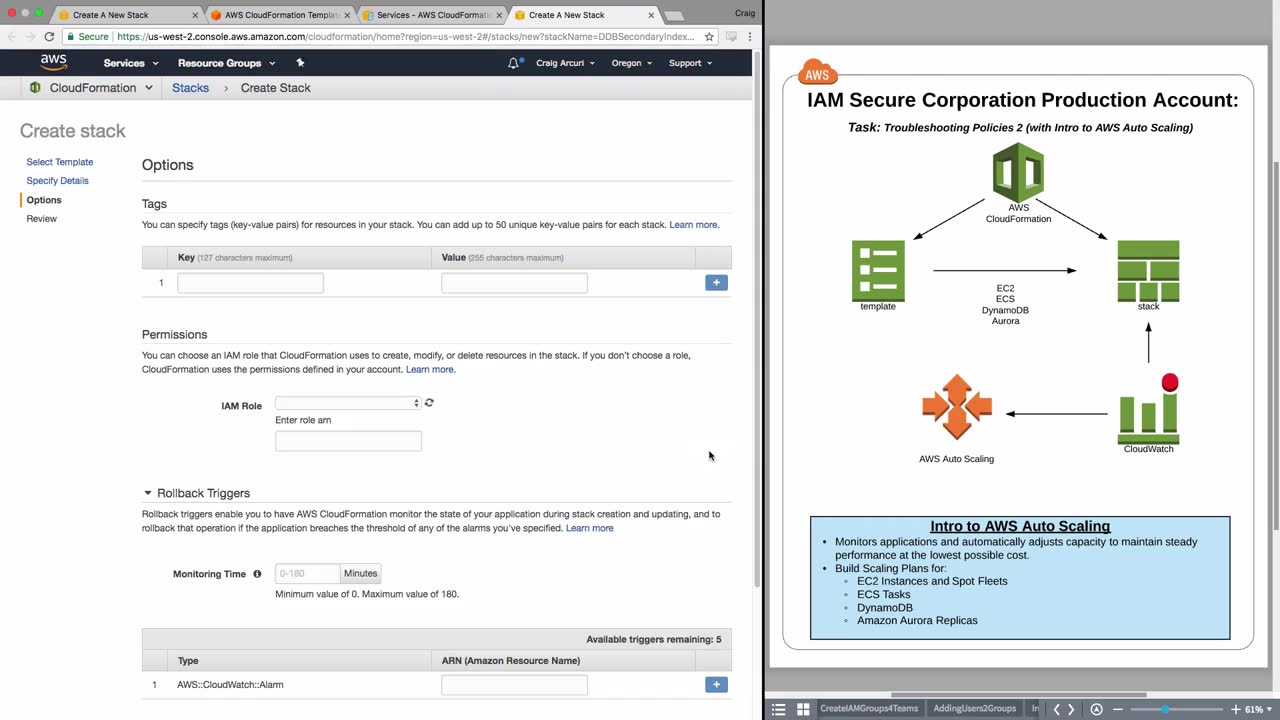 Create A New Stack
AWS CloudFormation Templat
Services - AWS CloudFormati
Create A New Stack
Craig
Secure
https://us-west-2.console.aws.amazon.com/cloudformation/home?region=us-west-2#/stacks/new?stackName=DDBSecondaryIndex...
aws
Services
Resource Groups
Craig Arcuri
Oregon
Support
CloudFormation
Stacks
Create Stack
Create stack
Select Template
Specify Details
Options
Review
Options
Tags
You can specify tags (key-value pairs) for resources in your stack. You can add up to 50 unique key-value pairs for each stack. Learn more.
Key (127 characters maximum)
Value (255 characters maximum)
1
Permissions
You can choose an IAM role that CloudFormation uses to create, modify, or delete resources in the stack. If you don't choose a role,
CloudFormation uses the permissions defined in your account. Learn more.
IAM Role
Enter role arn
Rollback Triggers
Rollback triggers enable you to have AWS CloudFormation monitor the state of your application during stack creation and updating, and to
rollback that operation if the application breaches the threshold of any of the alarms you've specified. Learn more
Monitoring Time
0-180
Minutes
Minimum value of 0. Maximum value of 180.
Available triggers remaining: 5
Type
ARN (Amazon Resource Name)
1
AWS::CloudWatch::Alarm
AWS
IAM Secure Corporation Production Account:
Task: Troubleshooting Policies 2 (with Intro to AWS Auto Scaling)
AWS
CloudFormation
template
EC2
ECS
DynamoDB
Aurora
stack
AWS Auto Scaling
CloudWatch
Intro to AWS Auto Scaling
• Monitors applications and automatically adjusts capacity to maintain steady
performance at the lowest possible cost.
• Build Scaling Plans for:
◦ EC2 Instances and Spot Fleets
◦ ECS Tasks
◦ DynamoDB
◦ Amazon Aurora Replicas
CreateIAMGroups4Teams
AddingUsers2Groups
61%